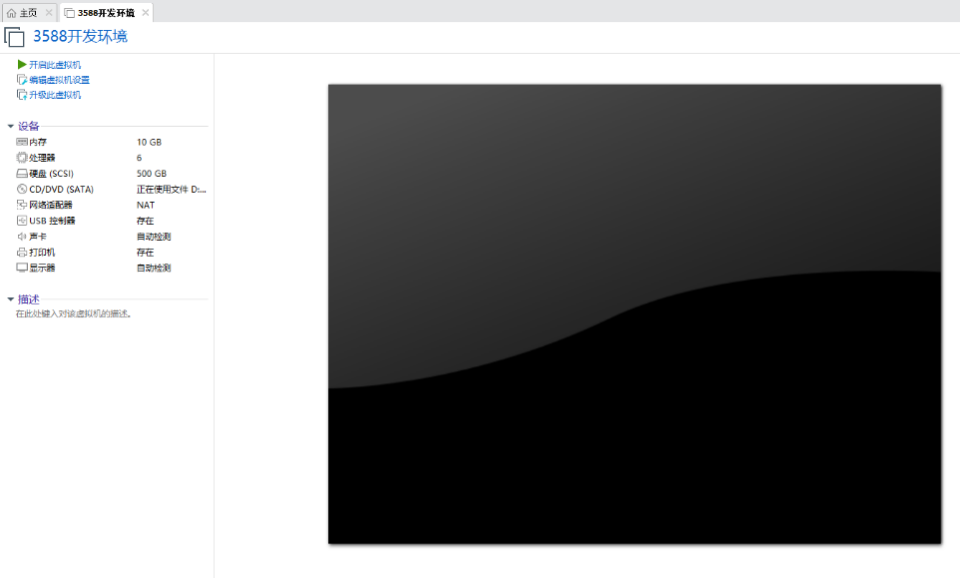 主页
3588开发环境
3588开发环境
开启此虚拟机
编辑虚拟机设置
升级此虚拟机
设备
内存 10 GB
处理器 6
硬盘 (SCSI) 500 GB
CD/DVD (SATA) 正在使用文件 D:...
网络适配器 NAT
USB 控制器 存在
声卡 自动检测
打印机 存在
显示器 自动检测
描述
在此处键入对该虚拟机的描述。